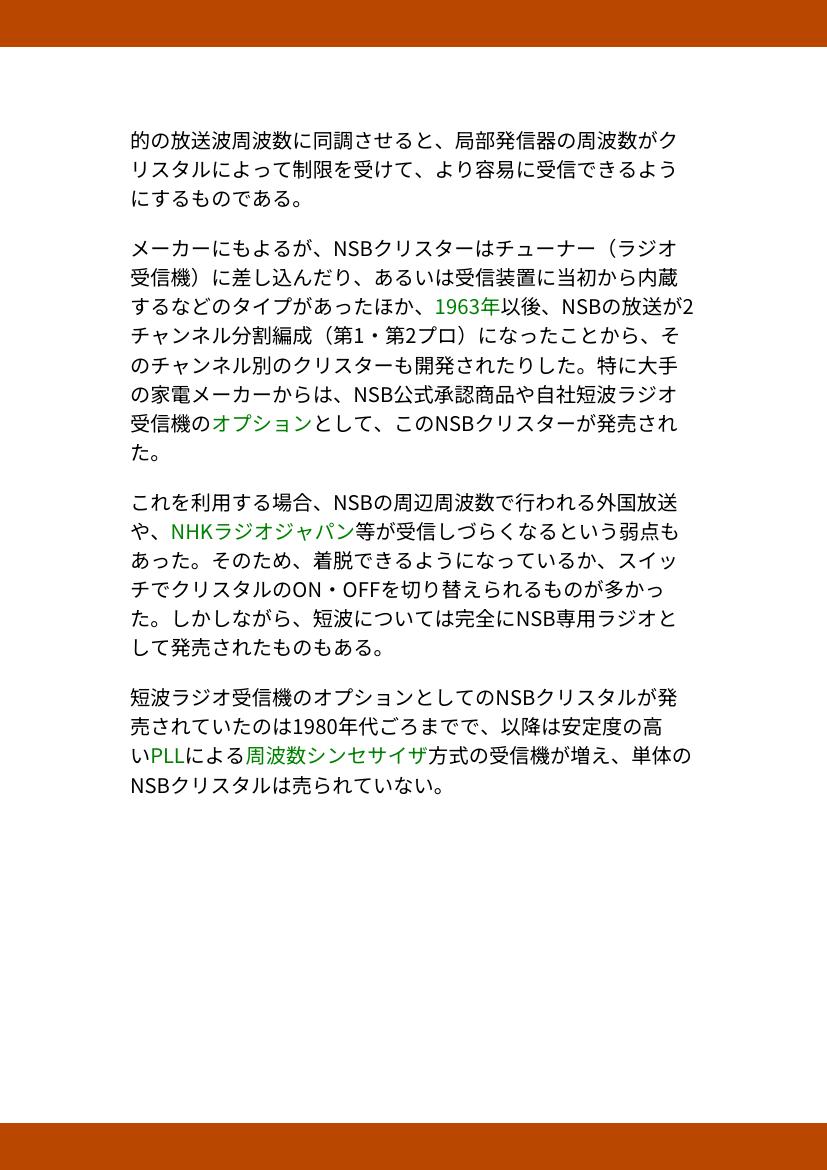 的の放送波周波数に同調させると、局部発信器の周波数がク
リスタルによって制限を受けて、より容易に受信できるよう
にするものである。
メーカーにもよるが、NSBクリスターはチューナー（ラジオ
受信機）に差し込んだり、あるいは受信装置に当初から内蔵
するなどのタイプがあったほか、1963年以後、NSBの放送が2
チャンネル分割編成（第1・第2プロ）になったことから、そ
のチャンネル別のクリスターも開発されたりした。特に大手
の家電メーカーからは、NSB公式承認商品や自社短波ラジオ
受信機のオプションとして、このNSBクリスターが発売され
た。
これを利用する場合、NSBの周辺周波数で行われる外国放送
や、NHKラジオジャパン等が受信しづらくなるという弱点も
あった。そのため、着脱できるようになっているか、スイッ
チでクリスタルのON・OFFを切り替えられるものが多かっ
た。しかしながら、短波については完全にNSB専用ラジオと
して発売されたものもある。
短波ラジオ受信機のオプションとしてのNSBクリスタルが発
売されていたのは1980年代ごろまでで、以降は安定度の高
いPLLによる周波数シンセサイザ方式の受信機が増え、単体の
NSBクリスタルは売られていない。